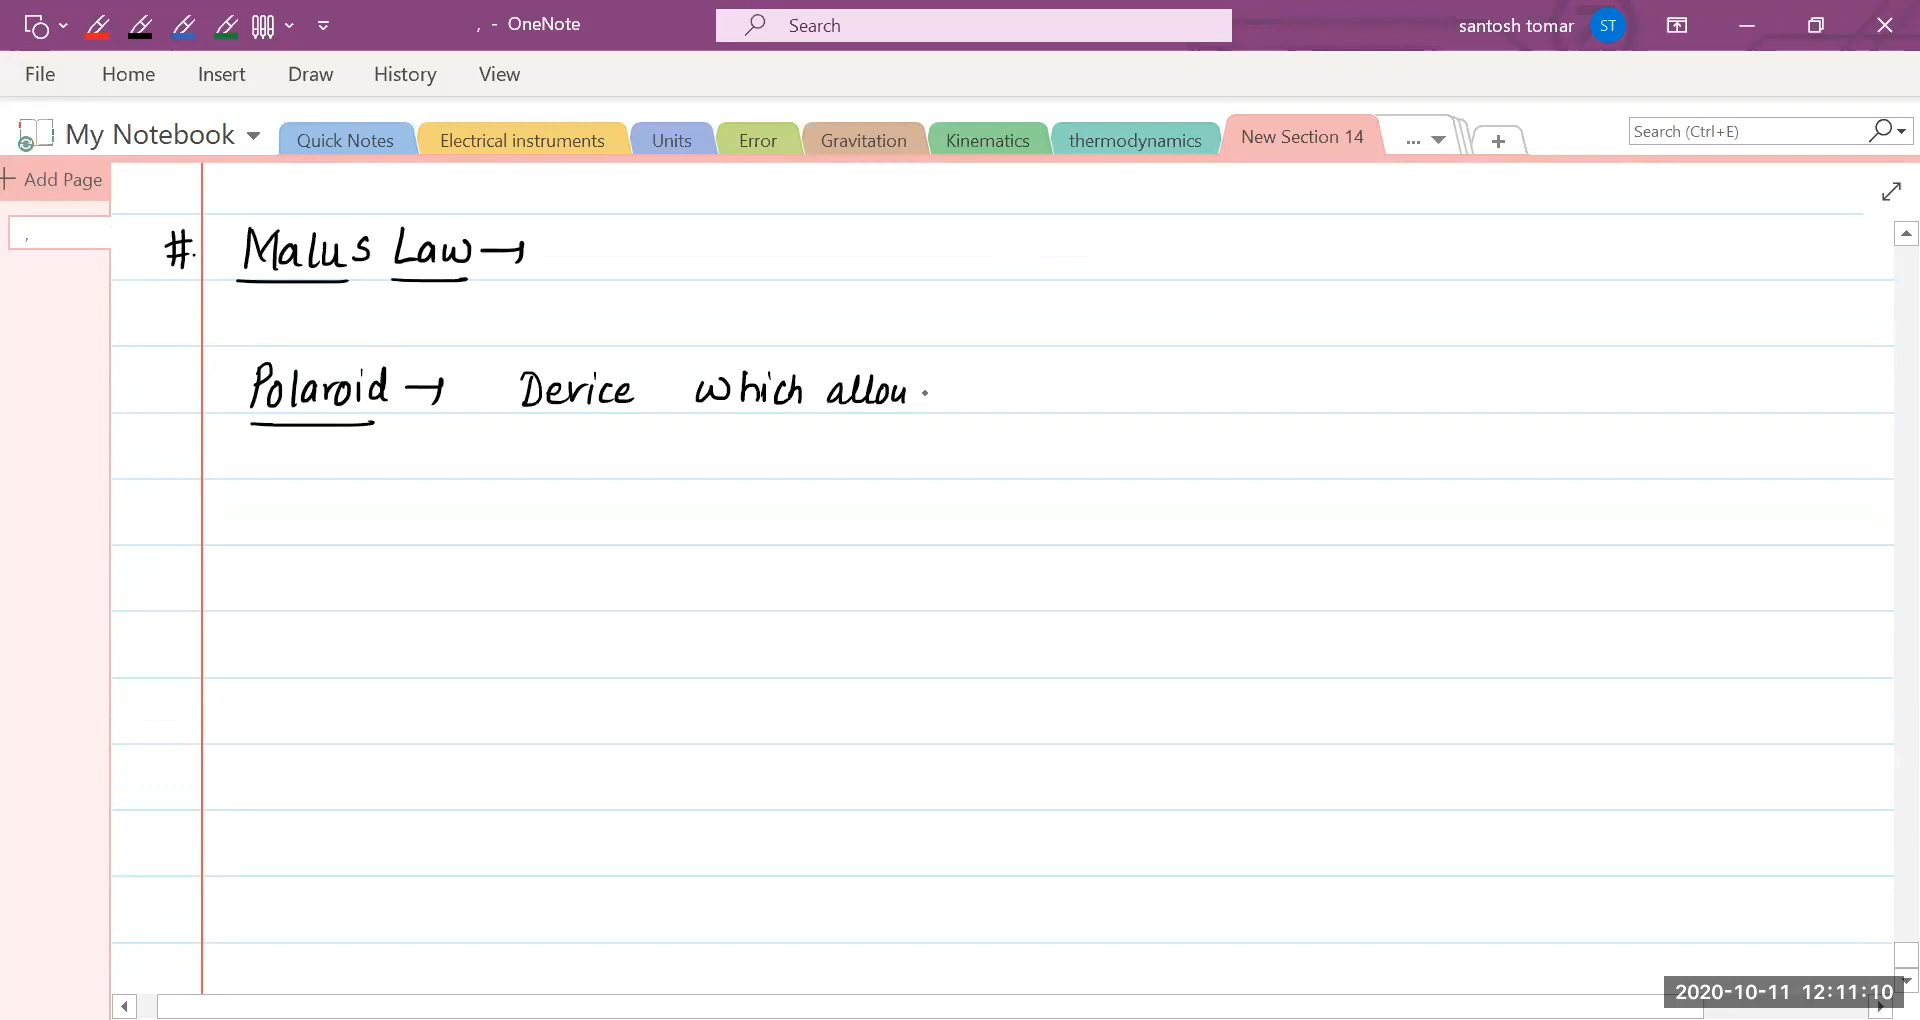 , - OneNote
Search
santosh tomar
ST
File Home Insert Draw History View
My Notebook
Quick Notes
Electrical instruments
Units
Error
Gravitation
Kinematics
thermodynamics
New Section 14
...
Search (Ctrl+E)
Add Page
,
#. Malus Law →
Polaroid → Device which allow
2020-10-11 12:11:10